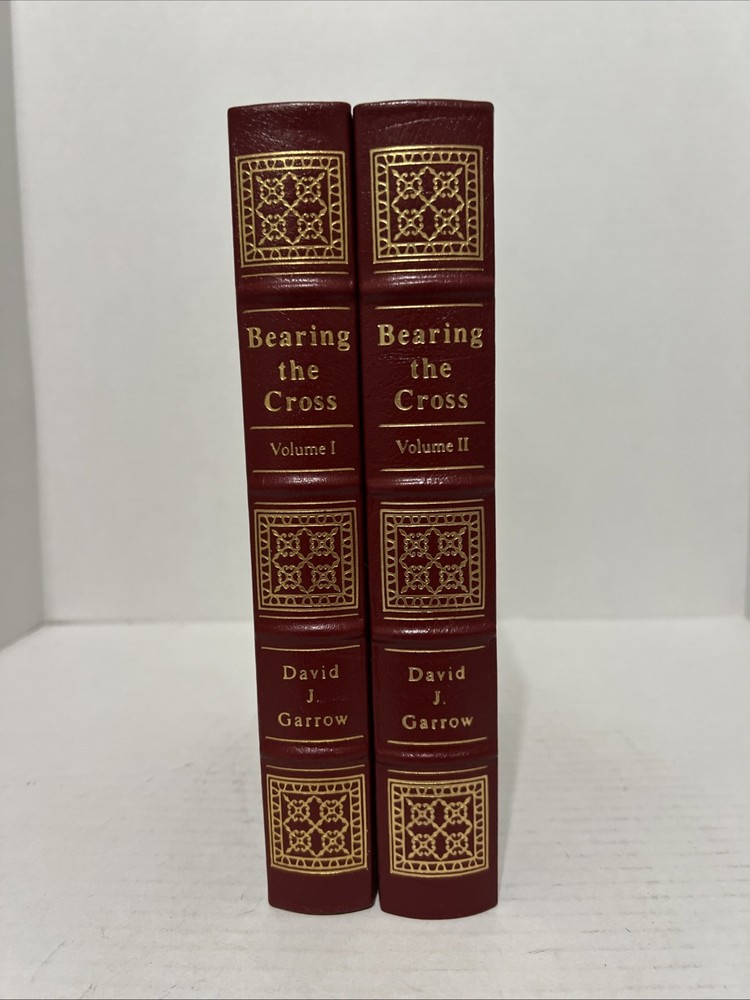 Bearing
the
Cross
Volume I
David
J.
Garrow
Bearing
the
Cross
Volume II
David
J.
Garrow